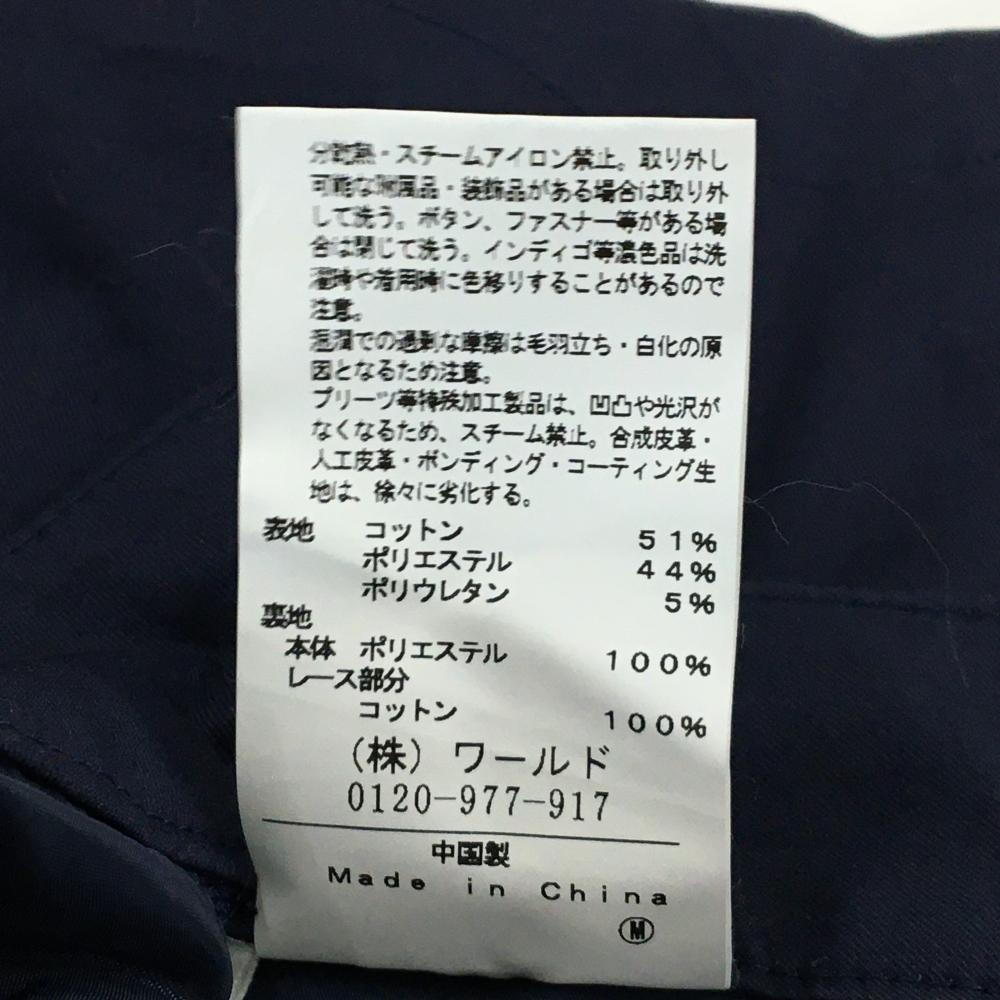 分乾熱・スチームアイロン禁止。取り外し
可能な附属品・装飾品がある場合は取り外
して洗う。ボタン、ファスナー等がある場
合は閉じて洗う。インディゴ等濃色品は洗
濯時や着用時に色移りすることがあるので
注意。
湿潤での過剰な摩擦は毛羽立ち・白化の原
因となるため注意。
プリーツ等特殊加工製品は、凹凸や光沢が
なくなるため、スチーム禁止。合成皮革・
人工皮革・ボンディング・コーティング生
地は、徐々に劣化する。
表地 コットン 51%
ポリエステル 44%
ポリウレタン 5%
裏地
本体 ポリエステル 100%
レース部分
コットン 100%
(株) ワールド
0120-977-917
中国製
Made in China
Ⓜ